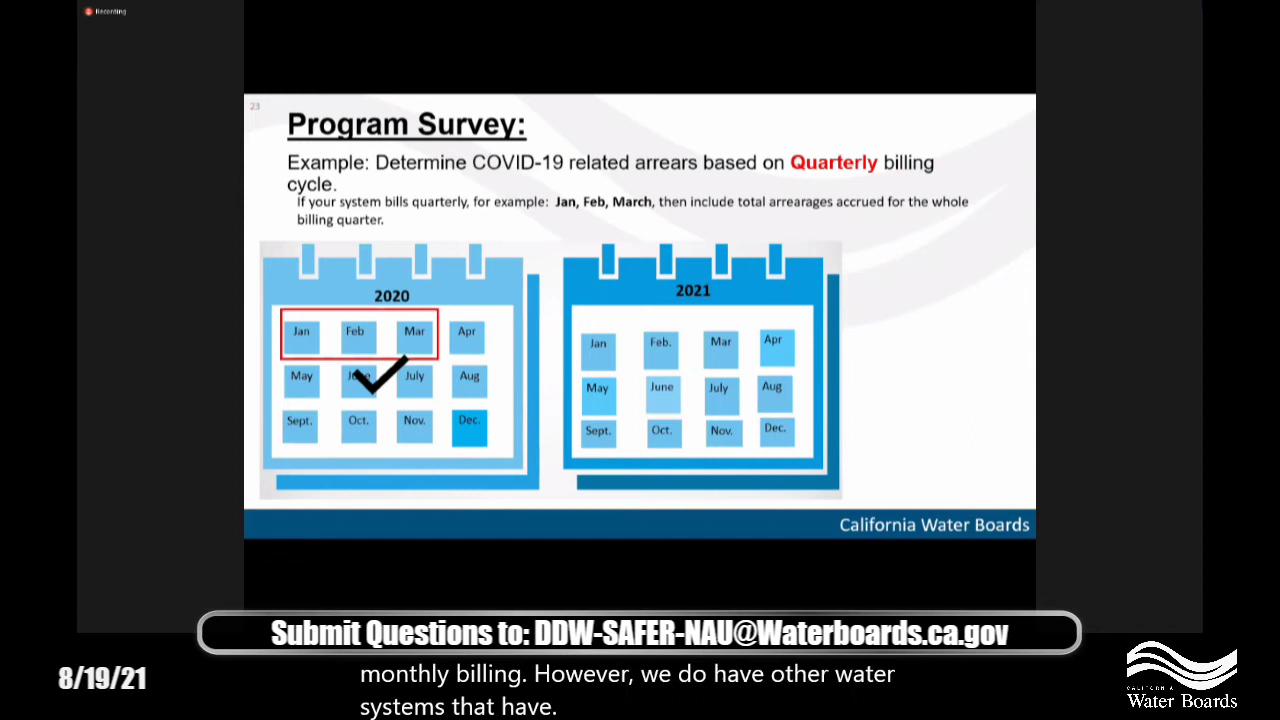 Recording
23
Program Survey:
Example: Determine COVID-19 related arrears based on Quarterly billing
cycle.
If your system bills quarterly, for example: Jan, Feb, March, then include total arrearages accrued for the whole
billing quarter.
2020
Jan Feb Mar Apr
May June July Aug
Sept. Oct. Nov. Dec.
2021
Jan Feb. Mar Apr
May June July Aug
Sept. Oct. Nov. Dec.
California Water Boards
Submit Questions to: DDW-SAFER-NAU@Waterboards.ca.gov
8/19/21
monthly billing. However, we do have other water
systems that have.
CALIFORNIA
Water Boards